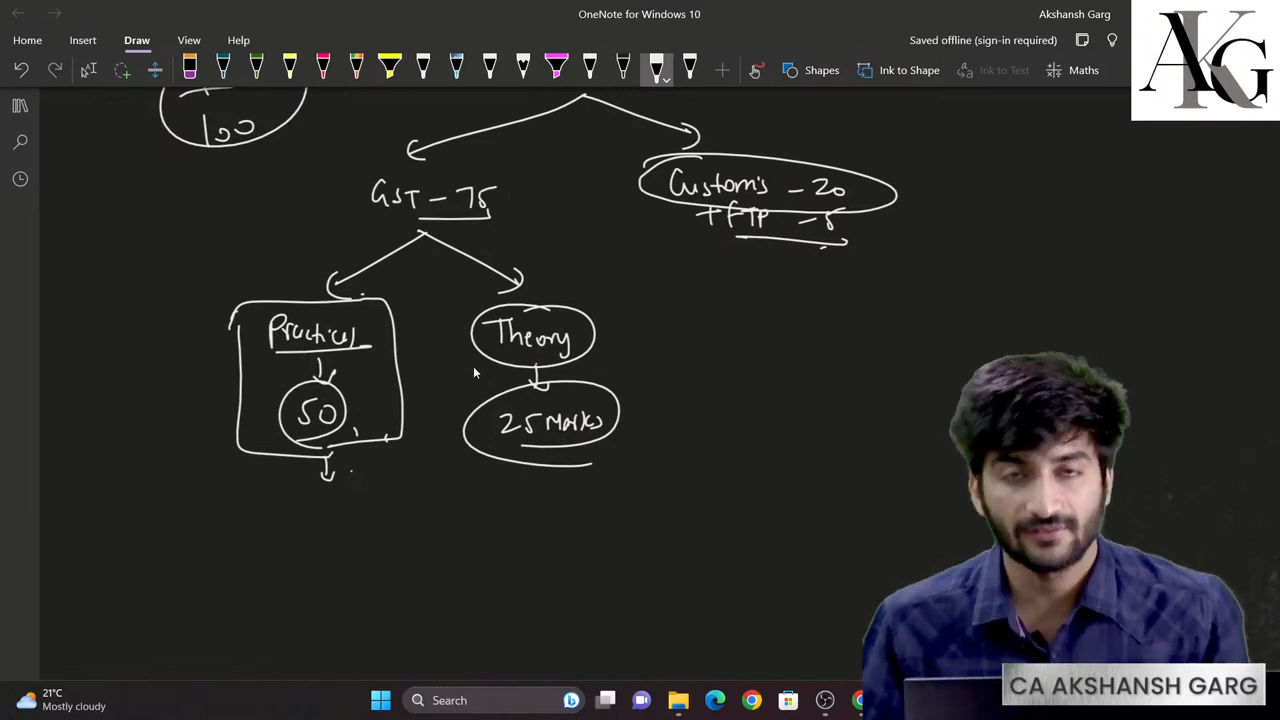 OneNote for Windows 10
Akshansh Garg
Home Insert Draw View Help
Saved offline (sign-in required)
Shapes Ink to Shape Ink to Text Maths
AKG
100
GST - 75
Customs - 20
+ FTP - 5
Practical
Theory
50
25 Marks
CA AKSHANSH GARG
21°C
Mostly cloudy
Search